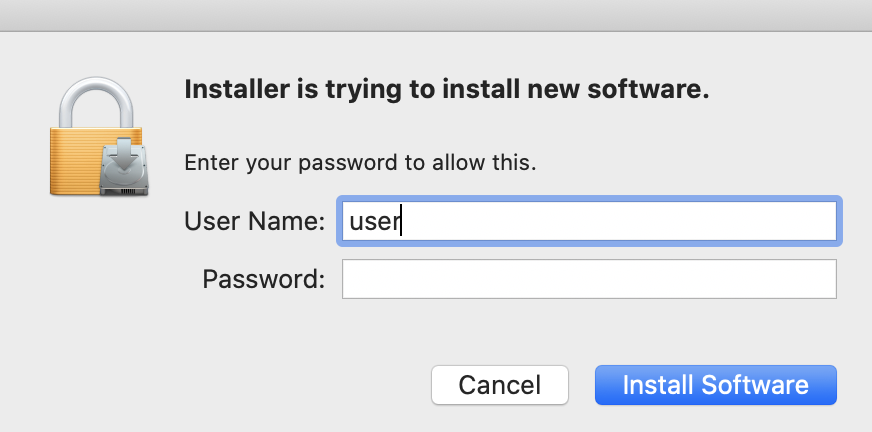 Installer is trying to install new software.
Enter your password to allow this.
User Name: user
Password:
Cancel Install Software